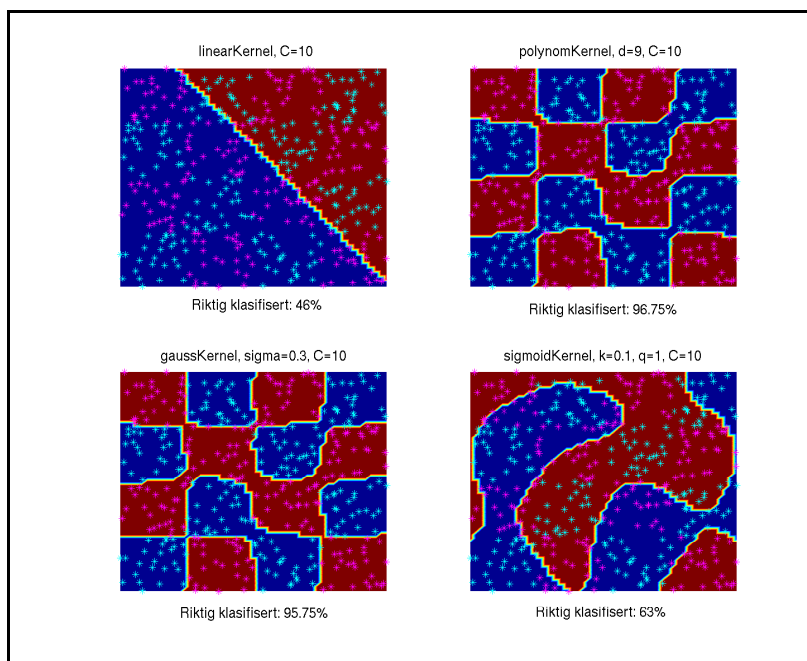 linearKernel, C=10
polynomKernel, d=9, C=10
Riktig klasifisert: 46%
Riktig klasifisert: 96.75%
gaussKernel, sigma=0.3, C=10
sigmoidKernel, k=0.1, q=1, C=10
Riktig klasifisert: 95.75%
Riktig klasifisert: 63%